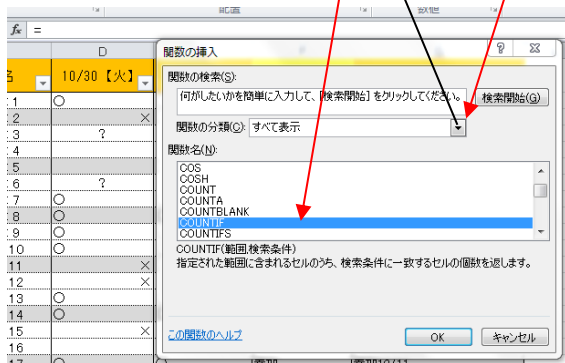 配置
数値
fx =
D
関数の挿入
名
10/30【火】
関数の検索(S):
何がしたいかを簡単に入力して、[検索開始] をクリックしてください。
検索開始(G)
関数の分類(C): すべて表示
関数名(N):
COS
COSH
COUNT
COUNTA
COUNTBLANK
COUNTIF
COUNTIFS
COUNTIF(範囲,検索条件)
指定された範囲に含まれるセルのうち、検索条件に一致するセルの個数を返します。
この関数のヘルプ
OK
キャンセル
1 ○
2 ×
3 ?
4
5
6 ?
7 ○
8 ○
9 ○
10 ○
11 ×
12 ×
13 ○
14 ○
15 ×
16